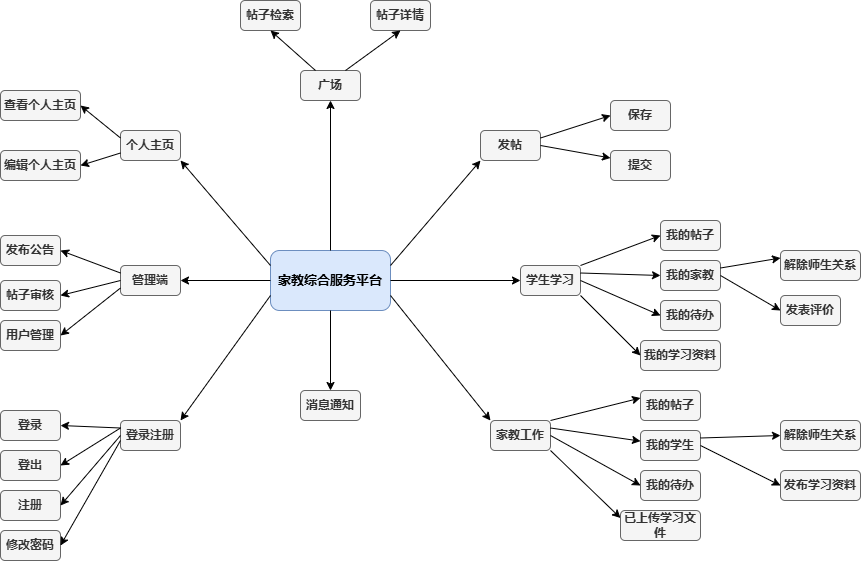 帖子检索
帖子详情
广场
查看个人主页
个人主页
编辑个人主页
发帖
保存
提交
发布公告
帖子审核
用户管理
管理端
家教综合服务平台
学生学习
我的帖子
我的家教
解除师生关系
发表评价
我的待办
我的学习资料
消息通知
登录
登出
注册
修改密码
登录注册
家教工作
我的帖子
我的学生
解除师生关系
发布学习资料
我的待办
已上传学习文
件